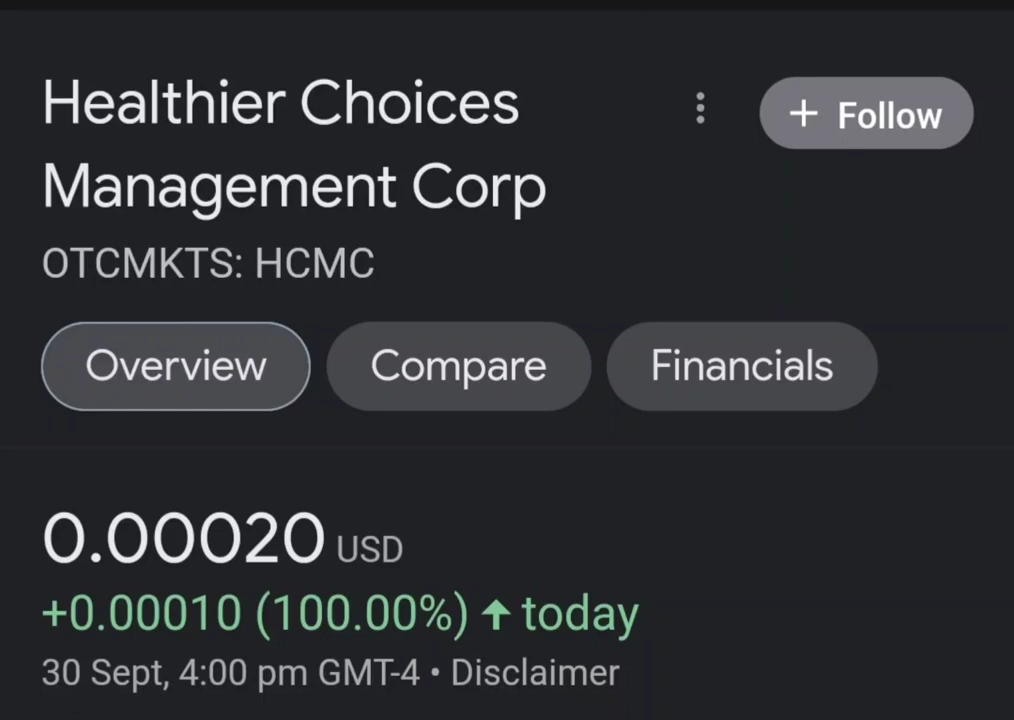 Healthier Choices
Management Corp
+ Follow
OTCMKTS: HCMC
Overview Compare Financials
0.00020 USD
+0.00010 (100.00%) ↑ today
30 Sept, 4:00 pm GMT-4 • Disclaimer